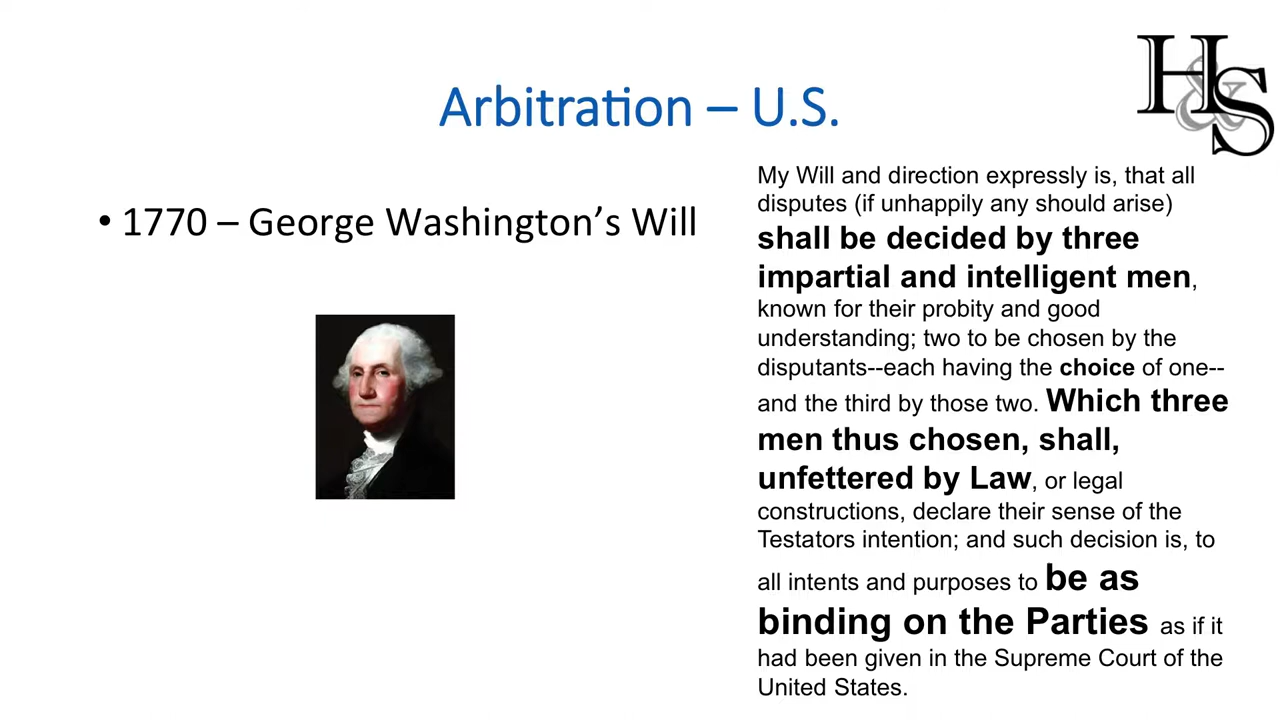 H&S
Arbitration – U.S.
• 1770 – George Washington’s Will
My Will and direction expressly is, that all
disputes (if unhappily any should arise)
shall be decided by three
impartial and intelligent men,
known for their probity and good
understanding; two to be chosen by the
disputants--each having the choice of one--
and the third by those two. Which three
men thus chosen, shall,
unfettered by Law, or legal
constructions, declare their sense of the
Testators intention; and such decision is, to
all intents and purposes to be as
binding on the Parties as if it
had been given in the Supreme Court of the
United States.